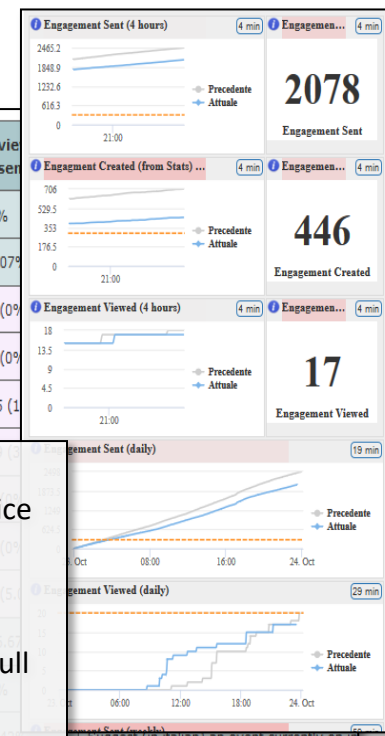 Engagement Sent (4 hours)
4 min
Engagemen...
4 min
2465.2
1848.9
1232.6
616.3
0
21:00
Precedente
Attuale
2078
Engagement Sent
Engagment Created (from Stats) ...
4 min
Engagemen...
4 min
706
529.5
353
176.5
0
21:00
Precedente
Attuale
446
Engagement Created
Engagement Viewed (4 hours)
4 min
Engagemen...
4 min
18
13.5
9
4.5
0
21:00
Precedente
Attuale
17
Engagement Viewed
gement Sent (daily)
19 min
. Oct
08:00
16:00
24. Oct
Precedente
Attuale
gement Viewed (daily)
29 min
06:00
12:00
18:00
24. Oct
Precedente
Attuale
vie
sen
%
07%
(0%
(0%
ice
ull